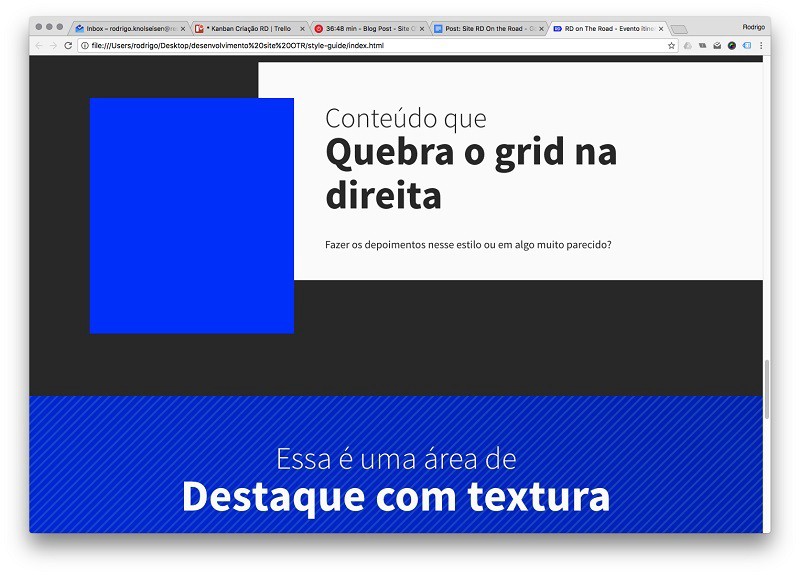 Inbox – rodrigo.knolseisen@re
* Kanban Criação RD | Trello
36:48 min - Blog Post - Site O
Post: Site RD On the Road - G
RD on The Road - Evento itine
Rodrigo
file:///Users/rodrigo/Desktop/desenvolvimento%20site%20OTR/style-guide/index.html
Conteúdo que
Quebra o grid na
direita
Fazer os depoimentos nesse estilo ou em algo muito parecido?
Essa é uma área de
Destaque com textura